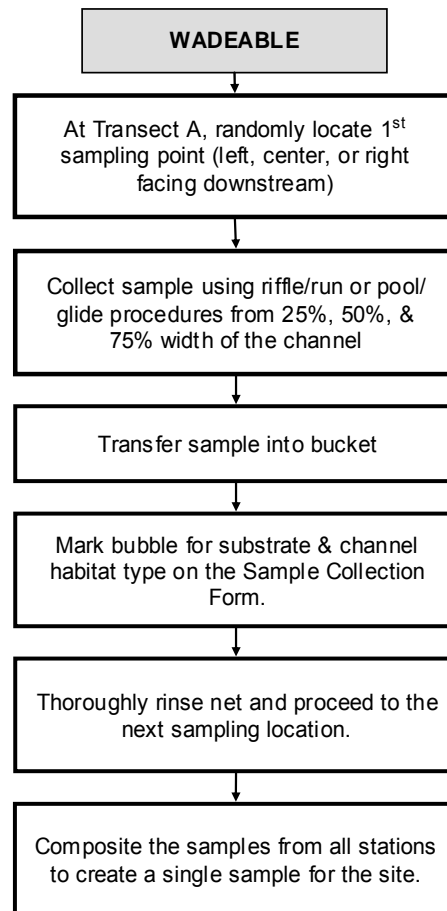 WADEABLE
At Transect A, randomly locate 1st
sampling point (left, center, or right
facing downstream)
Collect sample using riffle/run or pool/
glide procedures from 25%, 50%, &
75% width of the channel
Transfer sample into bucket
Mark bubble for substrate & channel
habitat type on the Sample Collection
Form.
Thoroughly rinse net and proceed to the
next sampling location.
Composite the samples from all stations
to create a single sample for the site.